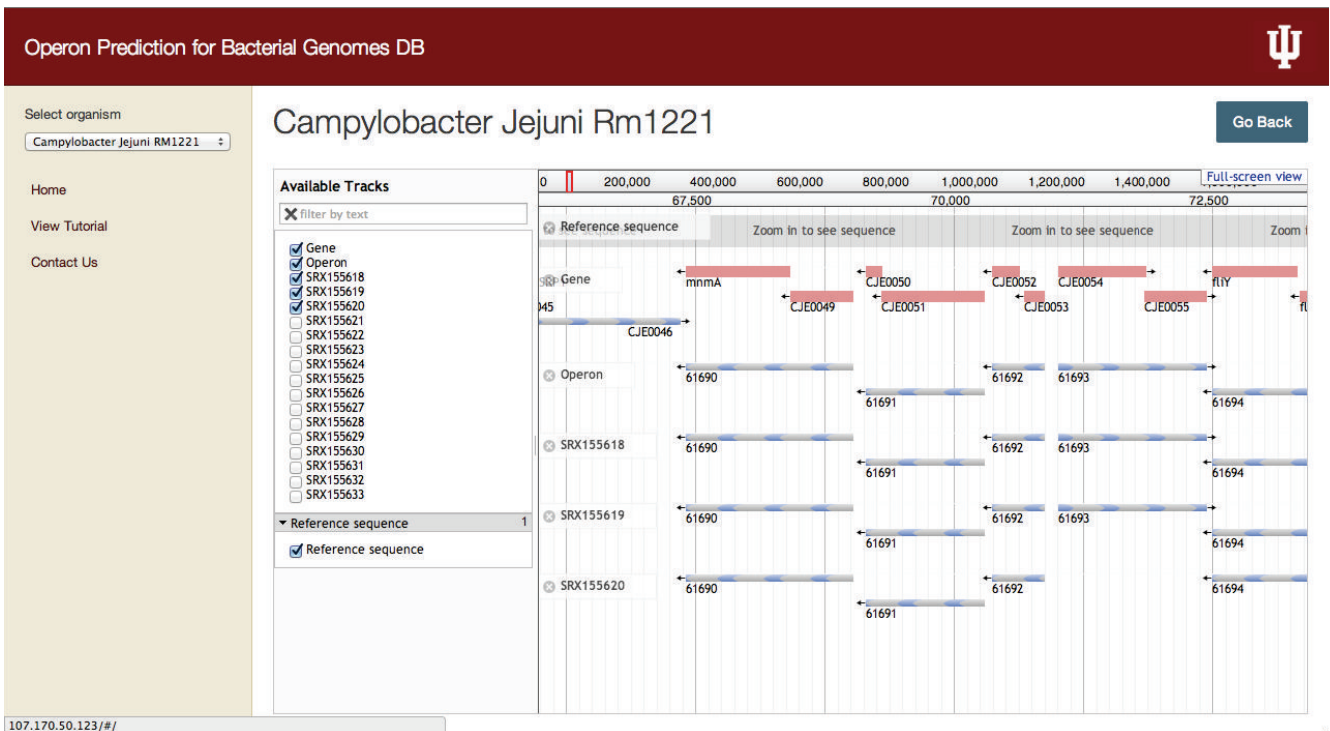 Operon Prediction for Bacterial Genomes DB
Select organism
Campylobacter Jejuni RM1221
Home
View Tutorial
Contact Us
Campylobacter Jejuni Rm1221
Go Back
Available Tracks
filter by text
Gene
Operon
SRX155618
SRX155619
SRX155620
SRX155621
SRX155622
SRX155623
SRX155624
SRX155625
SRX155626
SRX155627
SRX155628
SRX155629
SRX155630
SRX155631
SRX155632
SRX155633
Reference sequence 1
Reference sequence
0 200,000 400,000 600,000 800,000 1,000,000 1,200,000 1,400,000 Full-screen view
67,500 70,000 72,500
Reference sequence Zoom in to see sequence Zoom in to see sequence Zoom
Gene mnmA CJE0050 CJE0052 CJE0054 fliY
045 CJE0049 CJE0051 CJE0053 CJE0055 fl
CJE0046
Operon 61690 61692 61693
61691 61694
SRX155618 61690 61692 61693
61691 61694
SRX155619 61690 61692 61693
61691 61694
SRX155620 61690 61692 61694
61691
107.170.50.123/#/